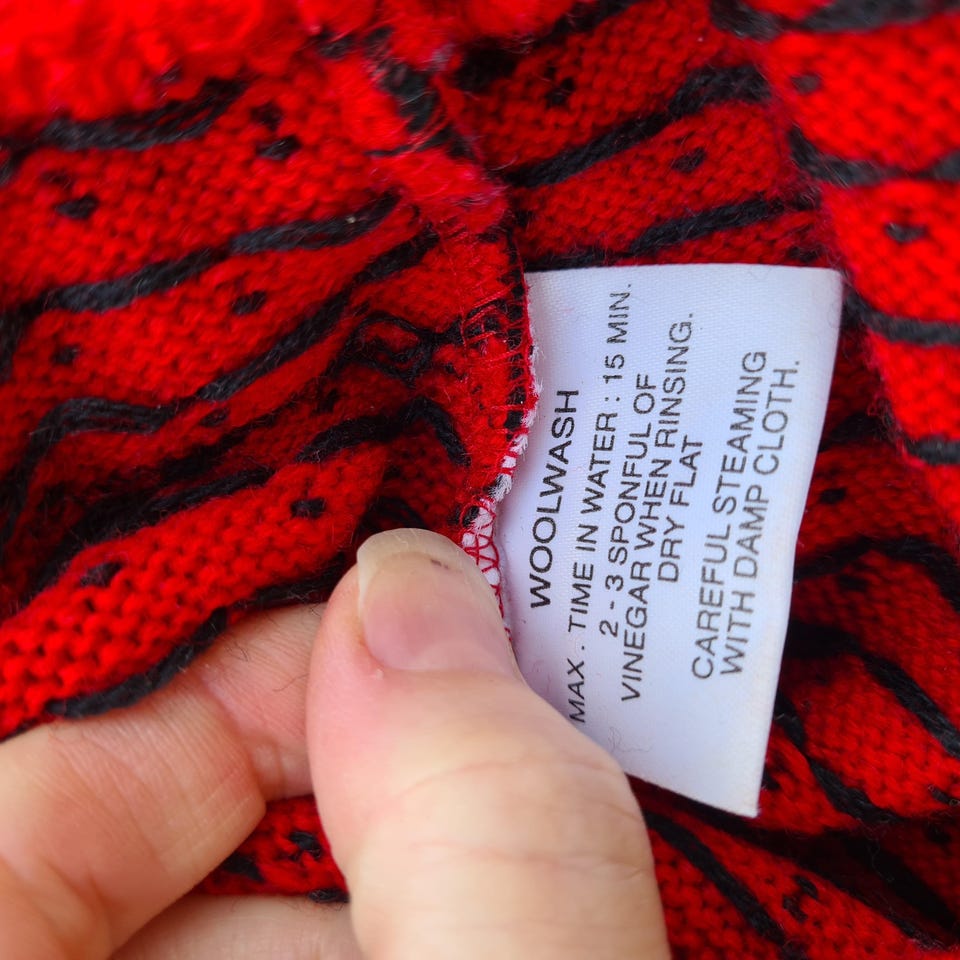 WOOLWASH
MAX . TIME IN WATER : 15 MIN.
2 - 3 SPONFUL OF
VINEGAR WHEN RINSING.
DRY FLAT
CAREFUL STEAMING
WITH DAMP CLOTH.